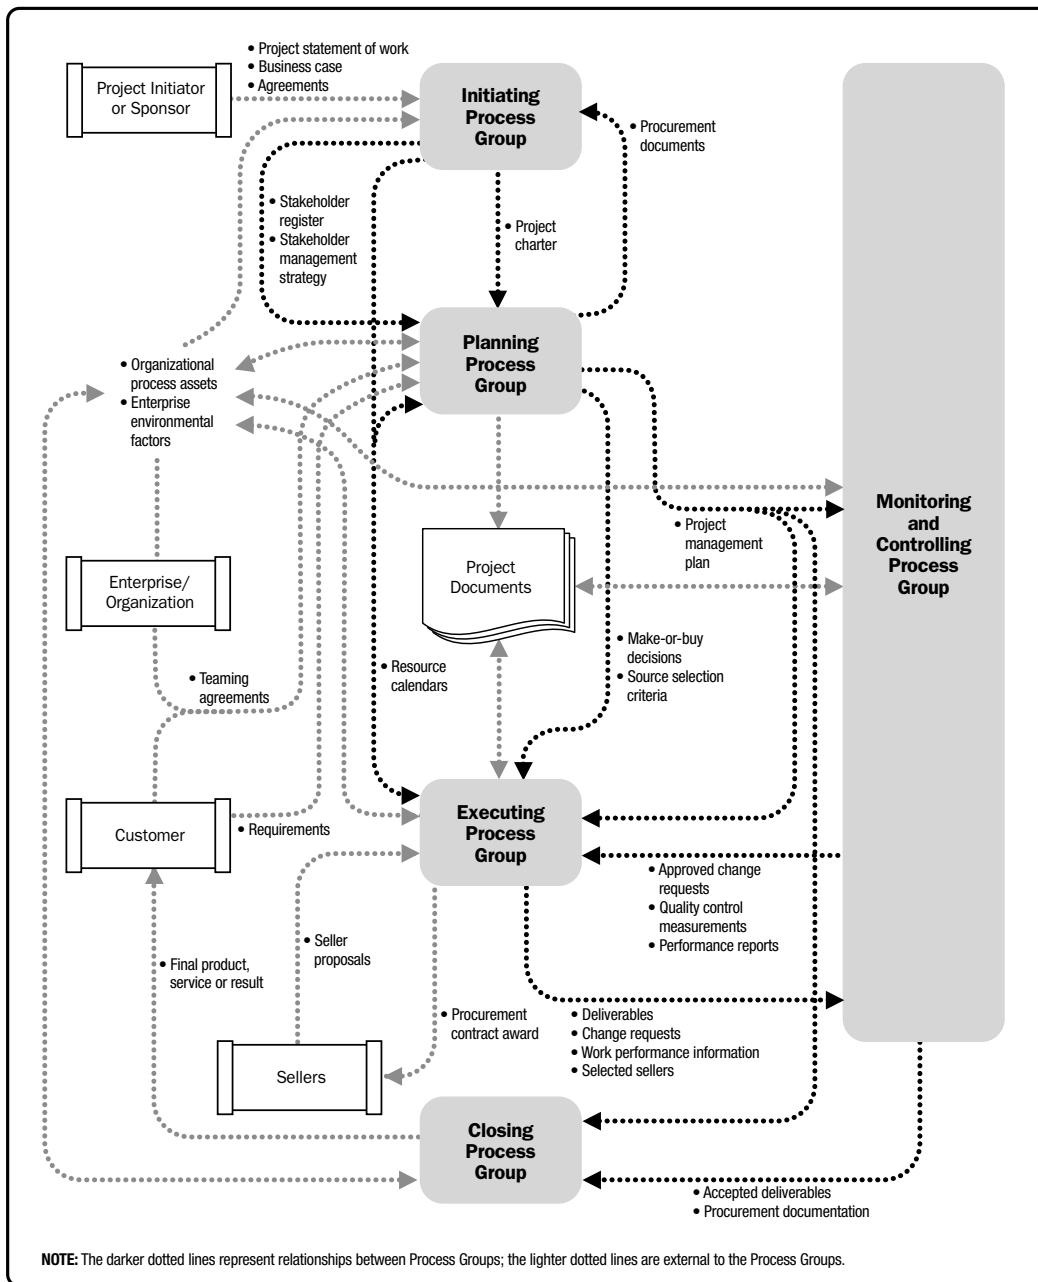 • Project statement of work
• Business case
• Agreements
Project Initiator
or Sponsor
Initiating
Process
Group
• Procurement
documents
• Stakeholder
register
• Stakeholder
management
strategy
• Project
charter
Planning
Process
Group
• Organizational
process assets
• Enterprise
environmental
factors
Monitoring
and
Controlling
Process
Group
• Project
management
plan
Project
Documents
Enterprise/
Organization
• Make-or-buy
decisions
• Source selection
criteria
• Resource
calendars
• Teaming
agreements
Customer
• Requirements
Executing
Process
Group
• Approved change
requests
• Quality control
measurements
• Performance reports
• Seller
proposals
• Final product,
service or result
• Procurement
contract award
• Deliverables
• Change requests
• Work performance information
• Selected sellers
Sellers
Closing
Process
Group
• Accepted deliverables
• Procurement documentation
NOTE: The darker dotted lines represent relationships between Process Groups; the lighter dotted lines are external to the Process Groups.